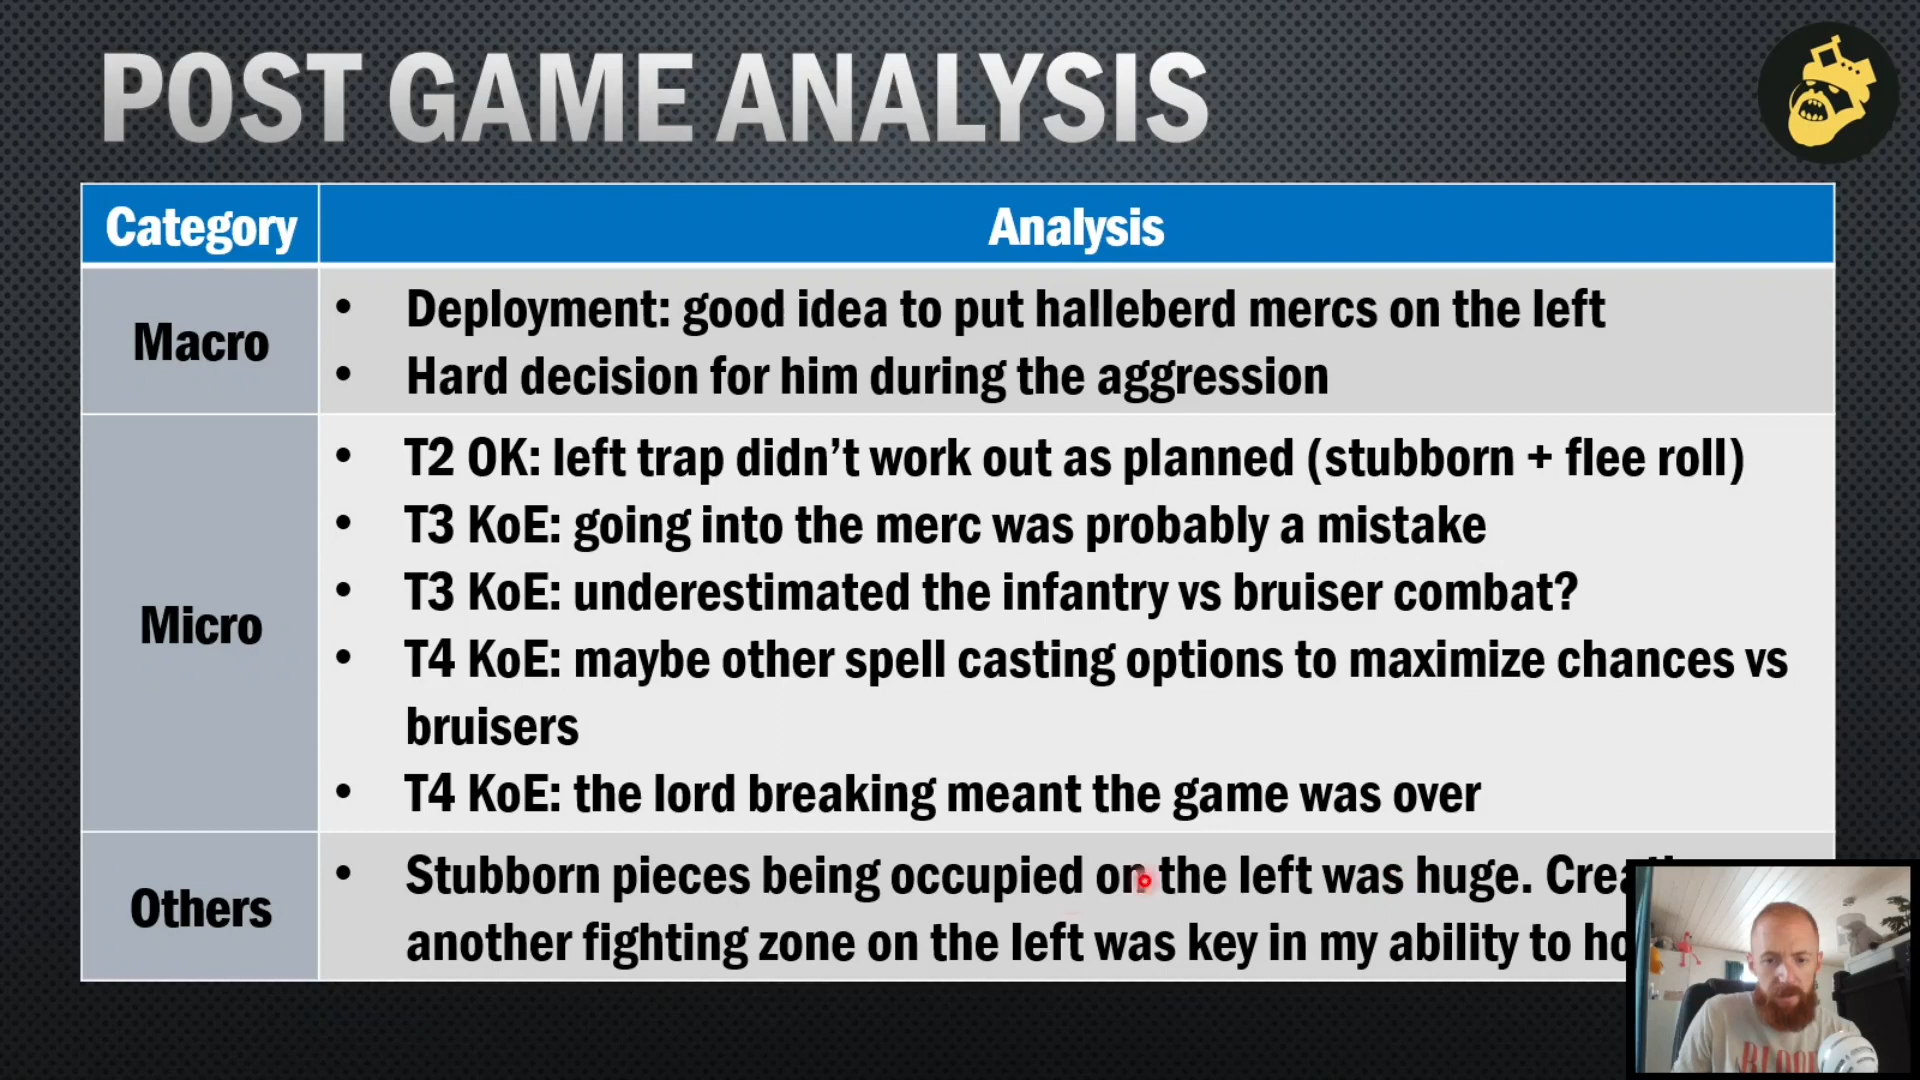 POST GAME ANALYSIS
Category
Analysis
Macro
• Deployment: good idea to put halleberd mercs on the left
• Hard decision for him during the aggression
Micro
• T2 OK: left trap didn't work out as planned (stubborn + flee roll)
• T3 KoE: going into the merc was probably a mistake
• T3 KoE: underestimated the infantry vs bruiser combat?
• T4 KoE: maybe other spell casting options to maximize chances vs
bruisers
• T4 KoE: the lord breaking meant the game was over
Others
• Stubborn pieces being occupied on the left was huge.
another fighting zone on the left was key in my ability to